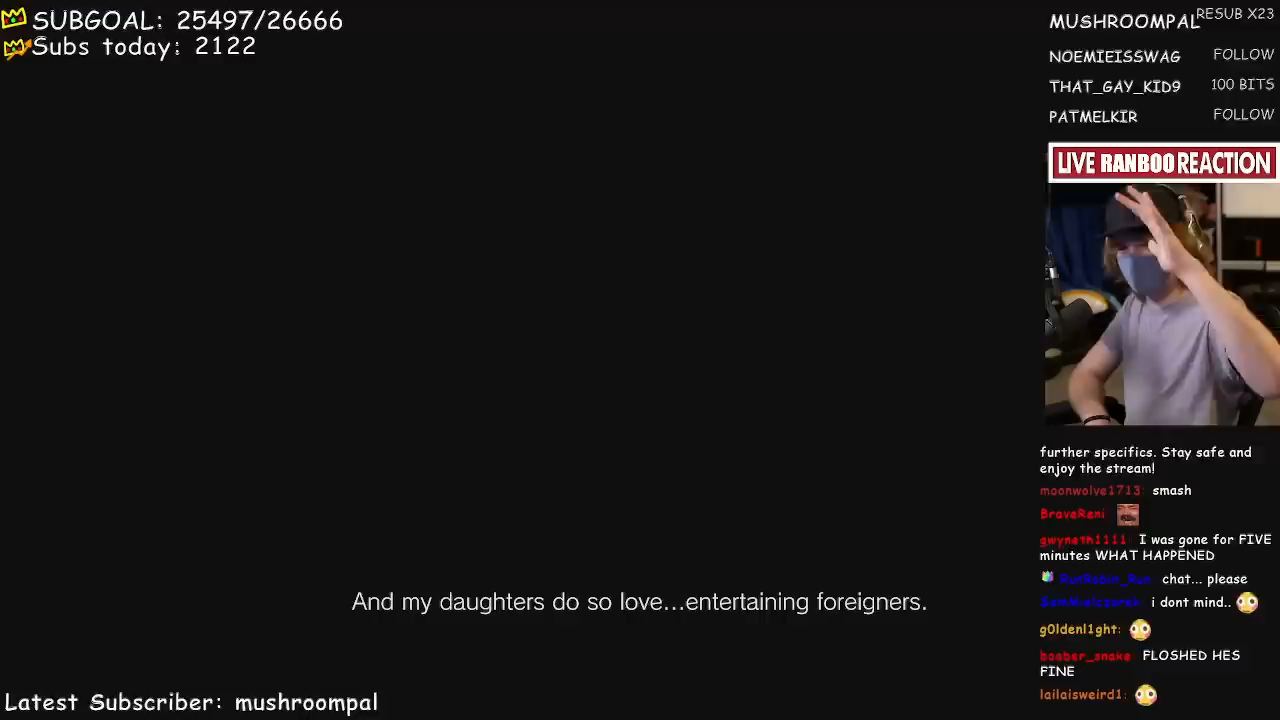 SUBGOAL: 25497/26666
Subs today: 2122
MUSHROOMPAL RESUB X23
NOEMIEISSWAG FOLLOW
THAT_GAY_KID9 100 BITS
PATMELKIR FOLLOW
LIVE RANBOO REACTION
further specifics. Stay safe and
enjoy the stream!
moonwolve1713: smash
BraveReni
gwyneth1111: I was gone for FIVE
minutes WHAT HAPPENED
RunRobin_Run chat... please
i dont mind..
g0ldenl1ght:
boober_snake FLOSHED HES
FINE
lailaisweird1:
And my daughters do so love...entertaining foreigners.
Latest Subscriber: mushroompal